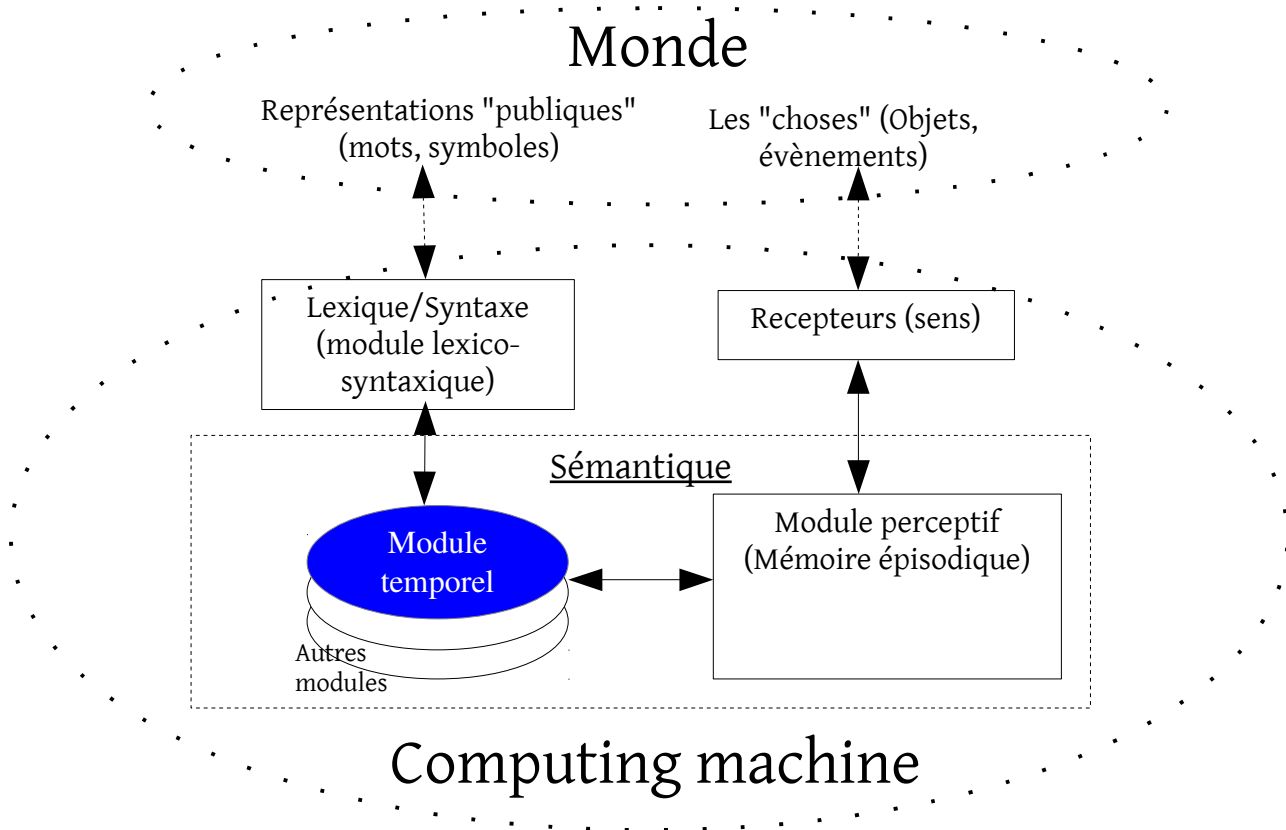 Monde
Représentations "publiques"
(mots, symboles)
Les "choses" (Objets,
évènements)
Lexique/Syntaxe
(module lexico-
syntaxique)
Recepteurs (sens)
Sémantique
Module
temporel
Module perceptif
(Mémoire épisodique)
Autres
modules
Computing machine